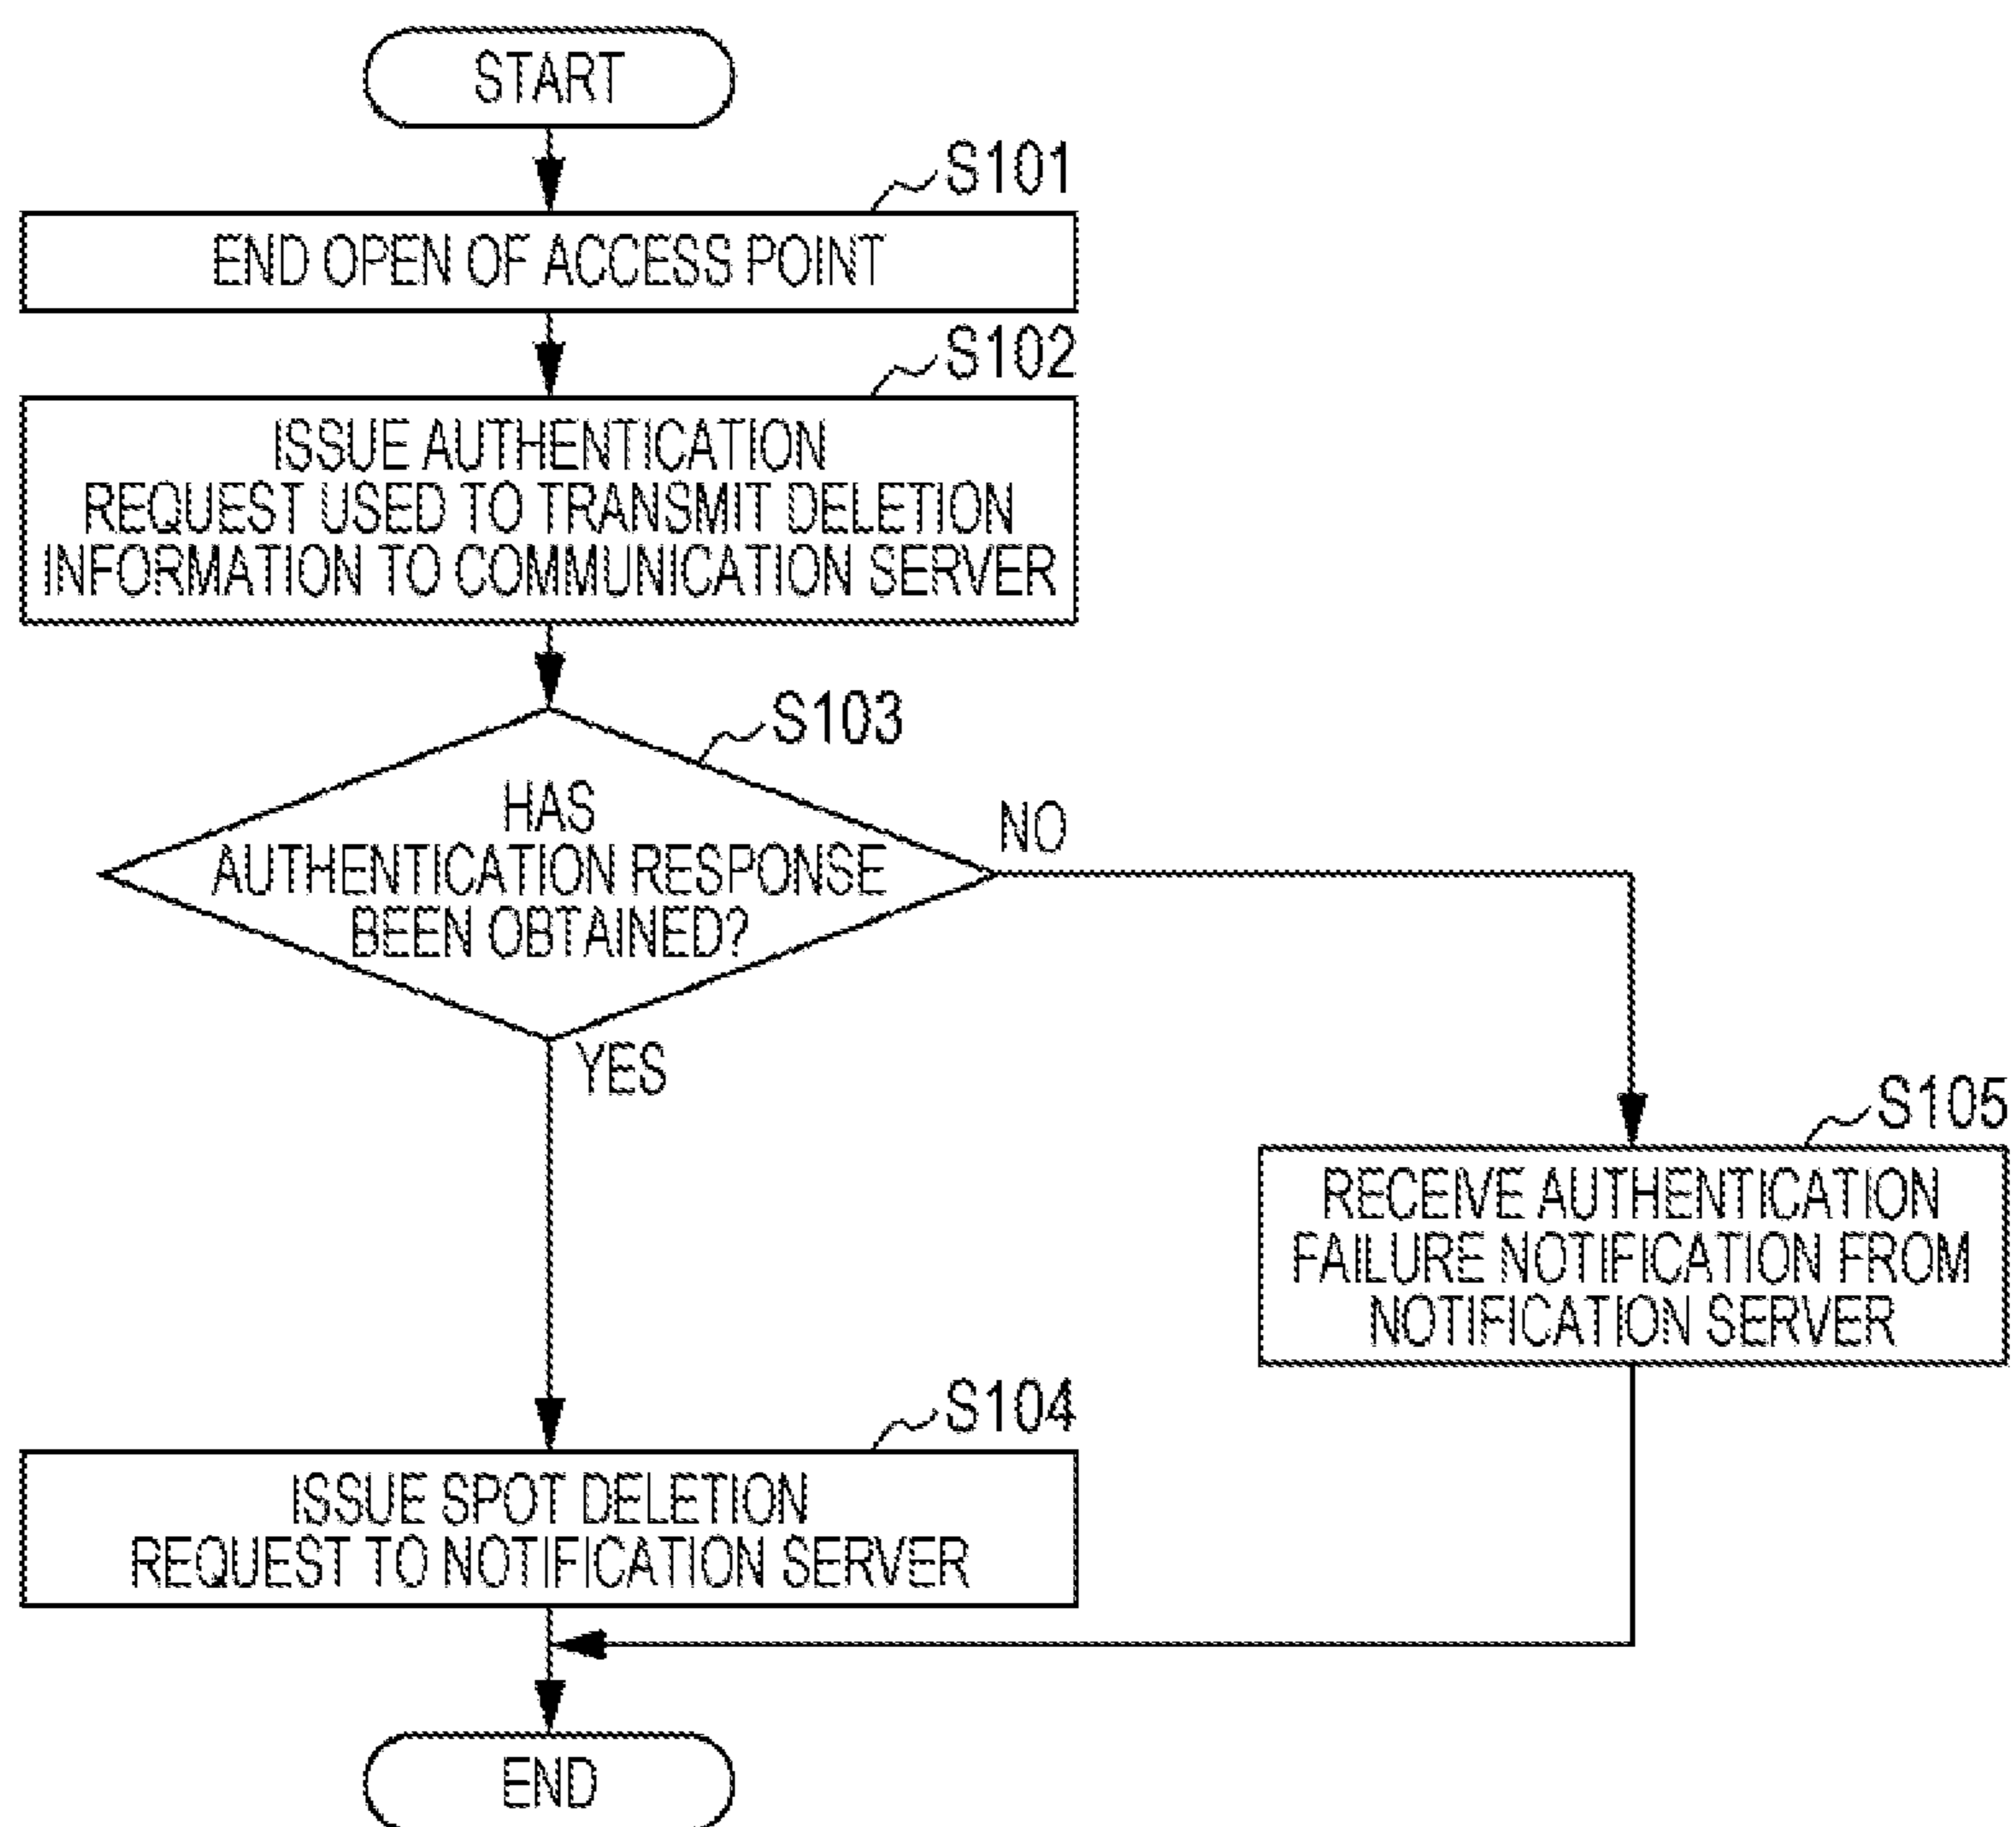 START
S101
END OPEN OF ACCESS POINT
S102
ISSUE AUTHENTICATION
REQUEST USED TO TRANSMIT DELETION
INFORMATION TO COMMUNICATION SERVER
S103
HAS
AUTHENTICATION RESPONSE
BEEN OBTAINED?
NO
YES
S105
RECEIVE AUTHENTICATION
FAILURE NOTIFICATION FROM
NOTIFICATION SERVER
S104
ISSUE SPOT DELETION
REQUEST TO NOTIFICATION SERVER
END